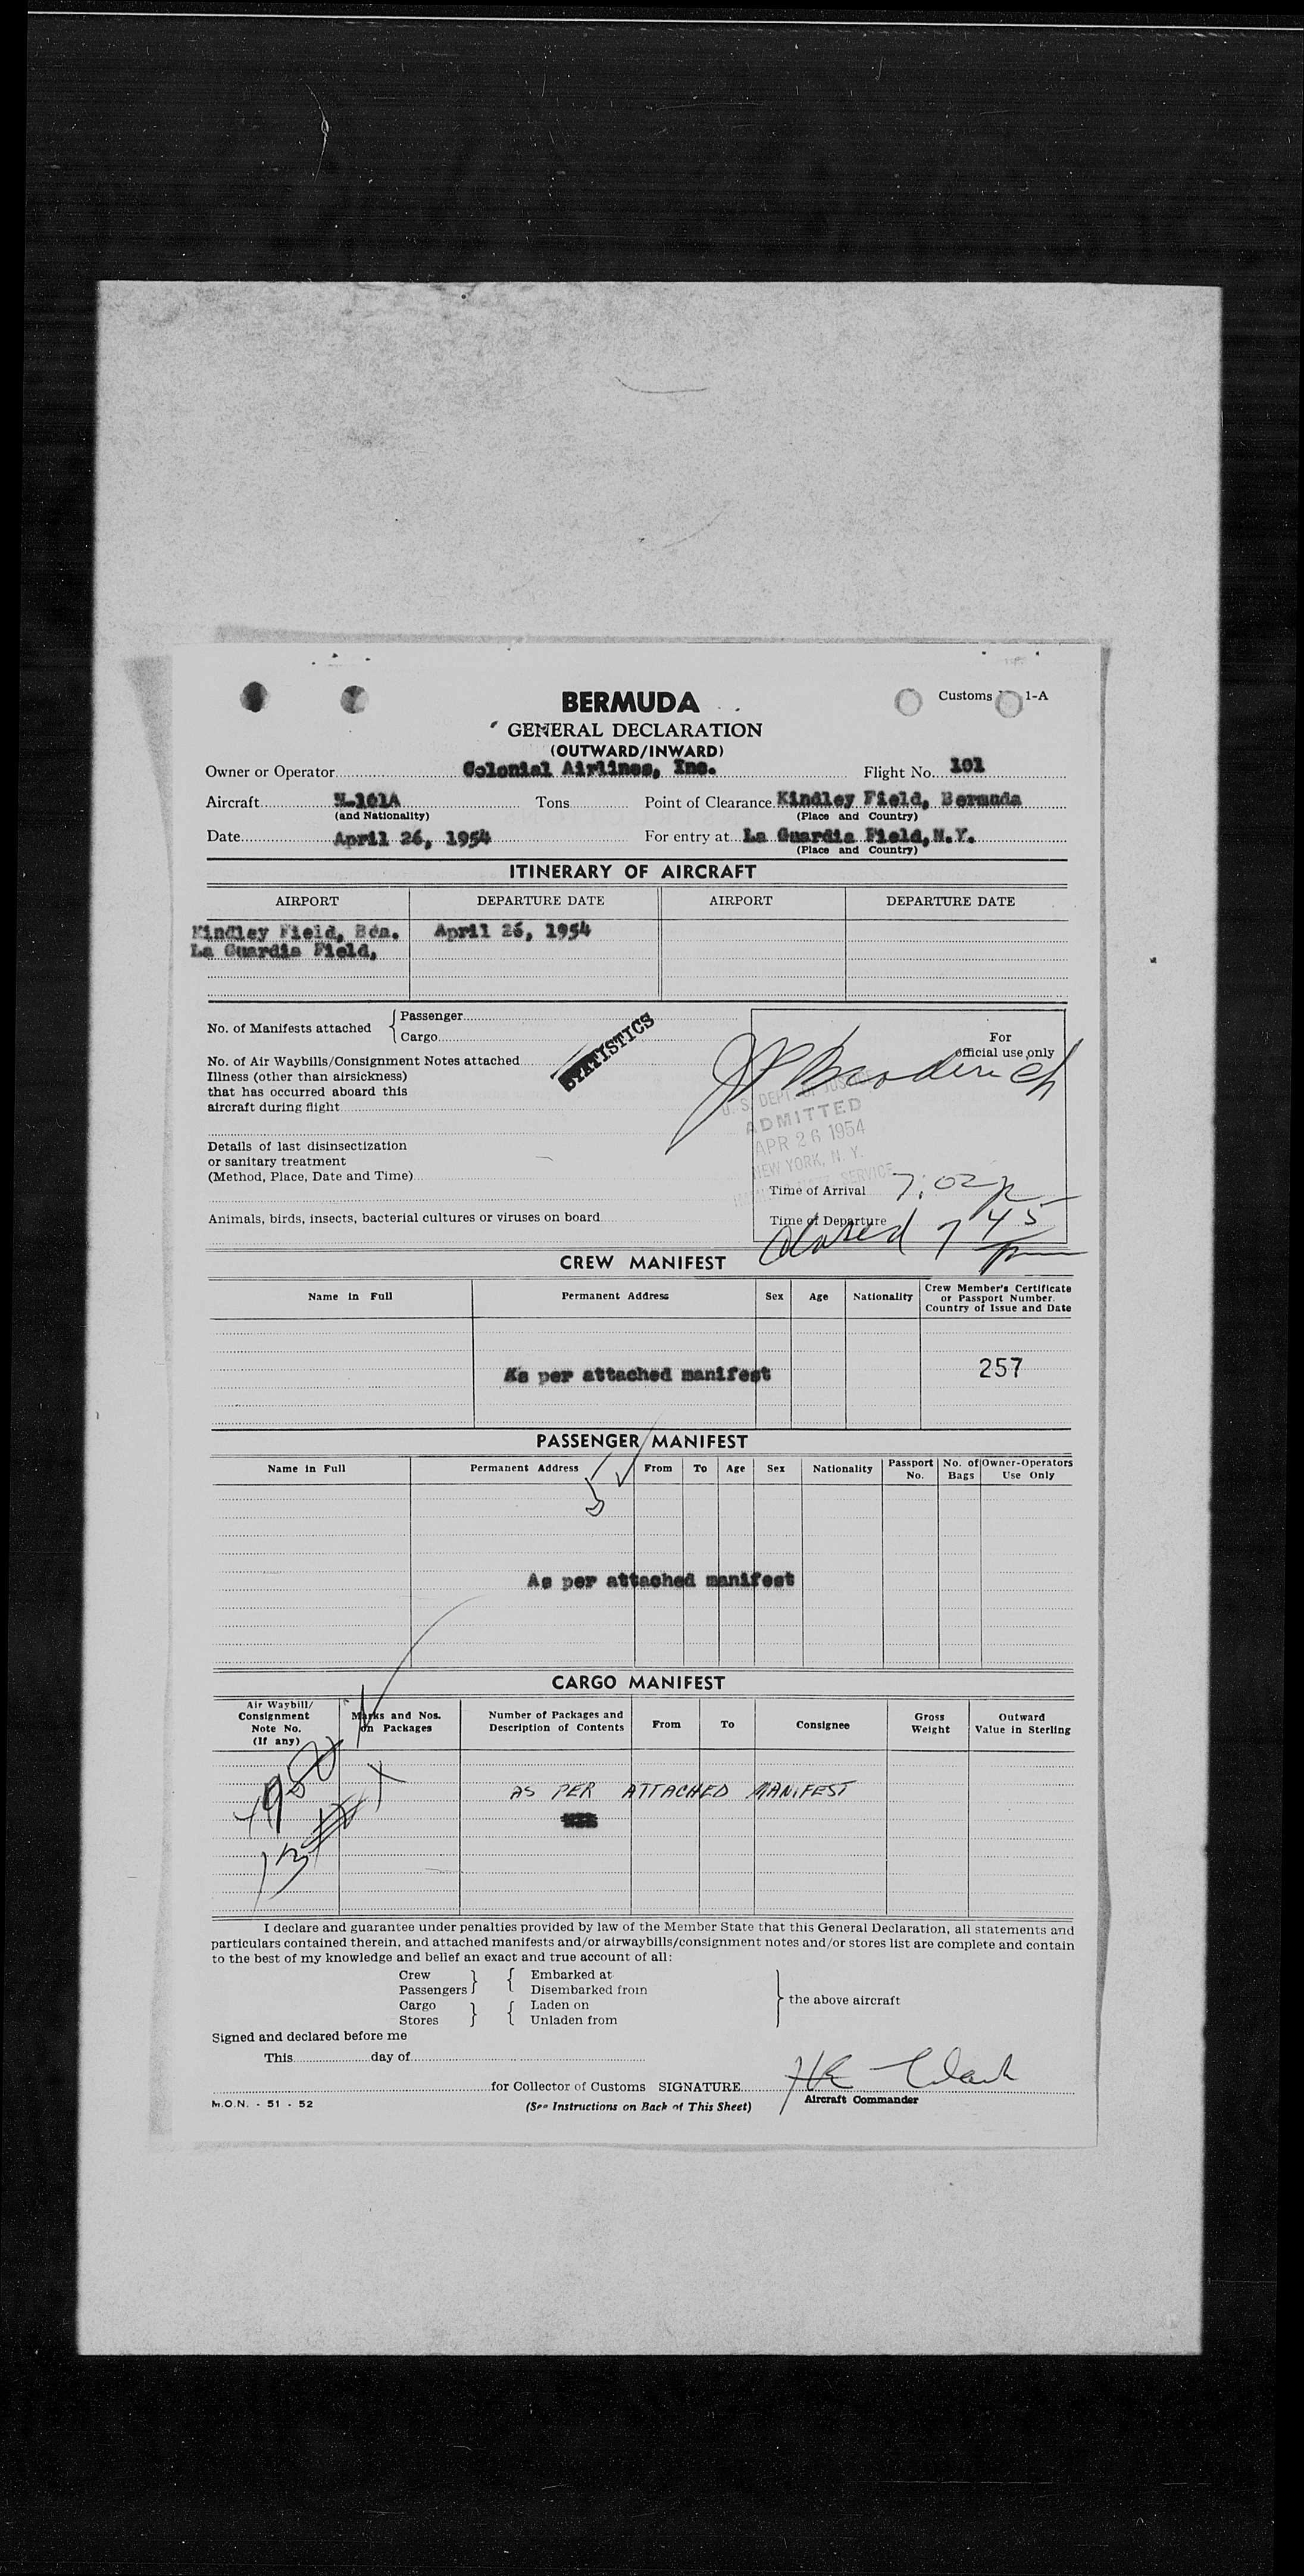 BERMUDA
Customs 1-A
GENERAL DECLARATION
(OUTWARD/INWARD)
Owner or Operator Colonial Airlines, Inc. Flight No. 101
Aircraft N-101A Tons Point of Clearance Kindley Field, Bermuda
(and Nationality) (Place and Country)
Date April 26, 1954 For entry at La Guardia Field, N.Y.
(Place and Country)
ITINERARY OF AIRCRAFT
AIRPORT DEPARTURE DATE AIRPORT DEPARTURE DATE
Kindley Field, Bda. April 26, 1954
La Guardia Field,
No. of Manifests attached { Passenger
Cargo
STATISTICS
For
official use only
No. of Air Waybills/Consignment Notes attached
Illness (other than airsickness)
that has occurred aboard this
aircraft during flight
U. S. DEPT. OF JUSTICE
ADMITTED
APR 26 1954
NEW YORK, N. Y.
SERVICE
Details of last disinsectization
or sanitary treatment
(Method, Place, Date and Time)
Time of Arrival 7:02 p
Animals, birds, insects, bacterial cultures or viruses on board
Time of Departure
7 45
pm
CREW MANIFEST
Name in Full Permanent Address Sex Age Nationality Crew Member's Certificate
or Passport Number.
Country of Issue and Date
As per attached manifest 257
PASSENGER MANIFEST
Name in Full Permanent Address From To Age Sex Nationality Passport No. No. of Bags Owner-Operators Use Only
As per attached manifest
CARGO MANIFEST
Air Waybill/
Consignment
Note No.
(If any)
Marks and Nos.
on Packages
Number of Packages and
Description of Contents
From To Consignee Gross Weight Outward Value in Sterling
AS PER ATTACHED MANIFEST
I declare and guarantee under penalties provided by law of the Member State that this General Declaration, all statements and
particulars contained therein, and attached manifests and/or airwaybills/consignment notes and/or stores list are complete and contain
to the best of my knowledge and belief an exact and true account of all:
Crew } { Embarked at
Passengers Disembarked from
Cargo } { Laden on
Stores Unladen from
} the above aircraft
Signed and declared before me
This day of
for Collector of Customs SIGNATURE
Aircraft Commander
M.O.N. - 51 - 52 (See Instructions on Back of This Sheet)